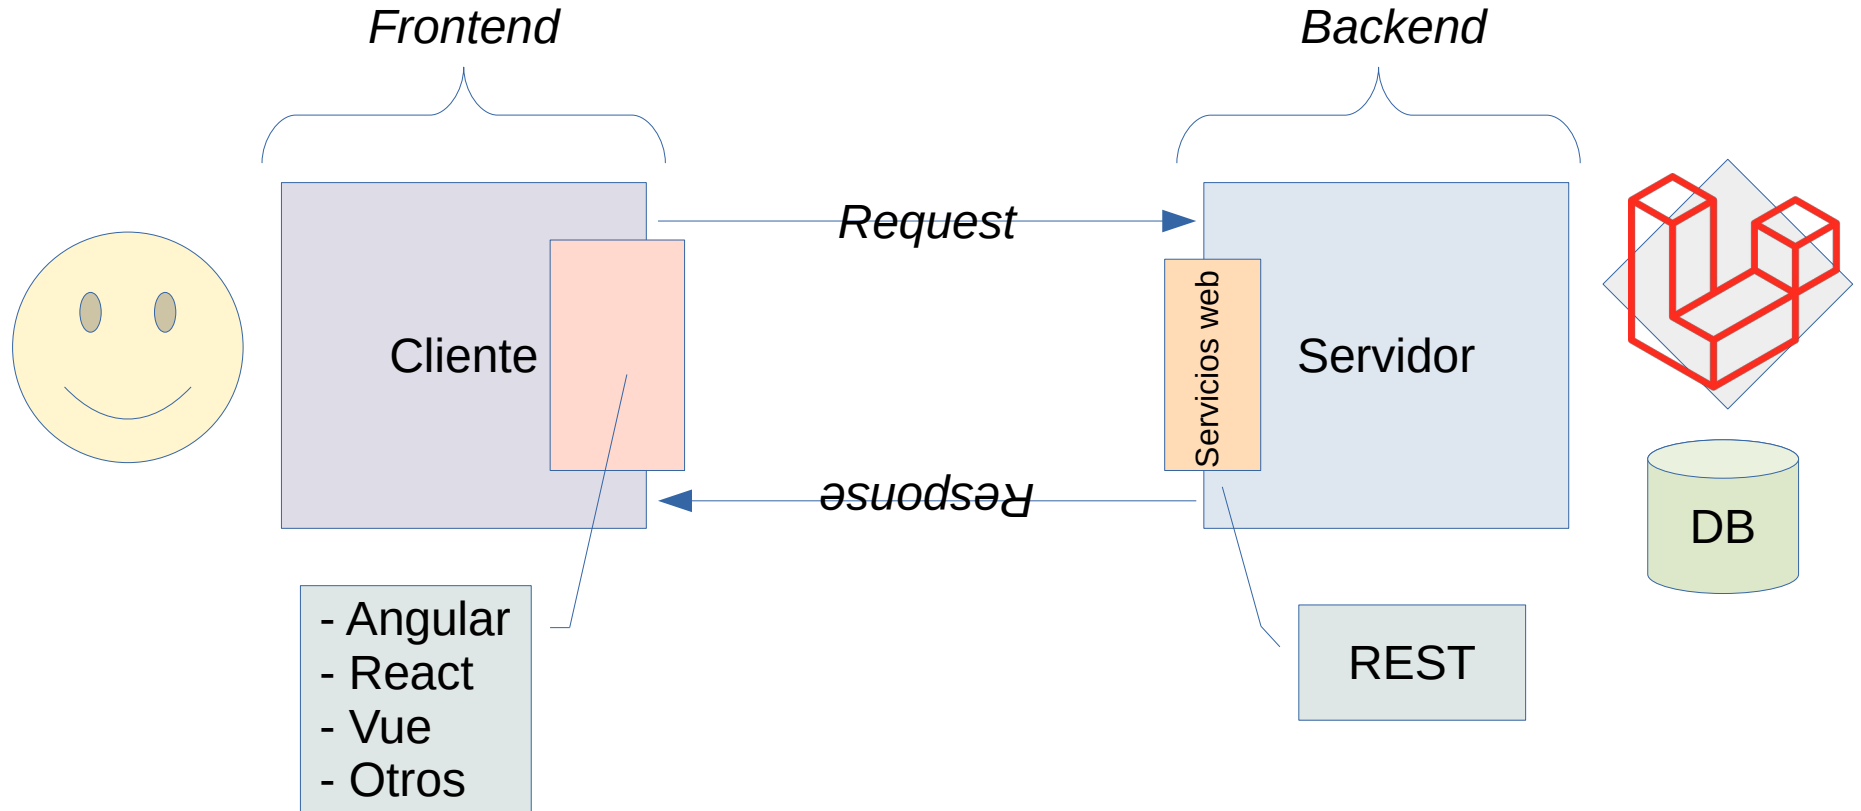 Frontend
Backend
Request
Cliente
Servicios web
Servidor
Response
DB
- Angular
- React
- Vue
- Otros
REST